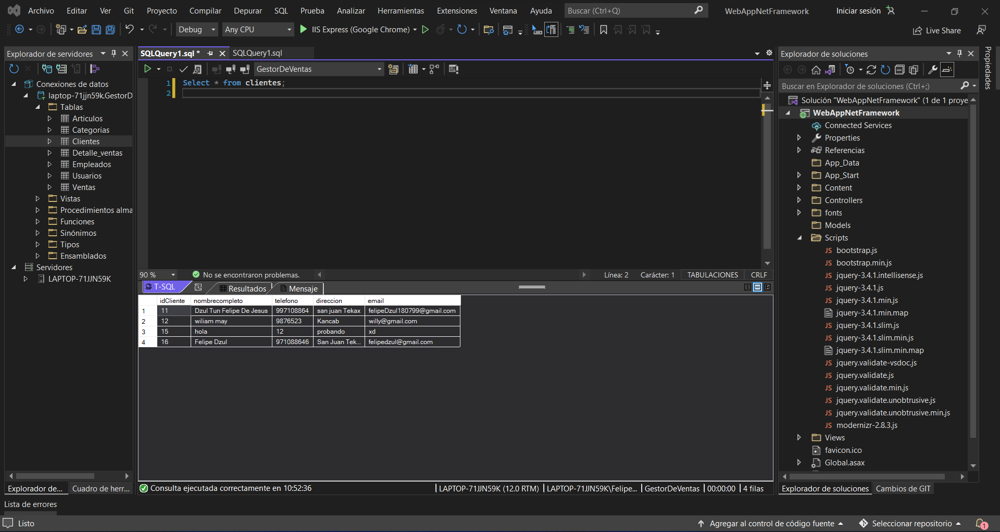 Archivo Editar Ver Git Proyecto Compilar Depurar SQL Prueba Analizar Herramientas Extensiones Ventana Ayuda Buscar (Ctrl+Q) WebAppNetFramework Iniciar sesión
Debug Any CPU IIS Express (Google Chrome) Live Share
Explorador de servidores
Conexiones de datos
laptop-71jjn59k.GestorD
Tablas
Articulos
Categorias
Clientes
Detalle_ventas
Empleados
Usuarios
Ventas
Vistas
Procedimientos alma
Funciones
Sinónimos
Tipos
Ensamblados
Servidores
LAPTOP-71JJN59K
Explorador de... Cuadro de herr...
SQLQuery1.sql * SQLQuery1.sql
GestorDeVentas
1 Select * from clientes;
2
90 % No se encontraron problemas. Línea: 2 Carácter: 1 TABULACIONES CRLF
T-SQL Resultados Mensaje
idCliente nombrecompleto telefono direccion email
1 11 Dzul Tun Felipe De Jesus 997108864 san juan Tekax felipeDzul180799@gmail.com
2 12 wiliam may 9876523 Kancab willy@gmail.com
3 15 hola 12 probando xd
4 16 Felipe Dzul 971088646 San Juan Tek... felipedzul@gmail.com
Consulta ejecutada correctamente en 10:52:36 LAPTOP-71JJN59K (12.0 RTM) LAPTOP-71JJN59K\Felipe... GestorDeVentas 00:00:00 4 filas
Explorador de soluciones
Buscar en Explorador de soluciones (Ctrl+;)
Solución "WebAppNetFramework" (1 de 1 proye
WebAppNetFramework
Connected Services
Properties
Referencias
App_Data
App_Start
Content
Controllers
fonts
Models
Scripts
JS bootstrap.js
JS bootstrap.min.js
JS jquery-3.4.1.intellisense.js
JS jquery-3.4.1.js
JS jquery-3.4.1.min.js
jquery-3.4.1.min.map
JS jquery-3.4.1.slim.js
JS jquery-3.4.1.slim.min.js
jquery-3.4.1.slim.min.map
JS jquery.validate-vsdoc.js
JS jquery.validate.js
JS jquery.validate.min.js
JS jquery.validate.unobtrusive.js
JS jquery.validate.unobtrusive.min.js
JS modernizr-2.8.3.js
Views
favicon.ico
Global.asax
Explorador de soluciones Cambios de GIT
Propiedades
Lista de errores
Listo Agregar al control de código fuente Seleccionar repositorio 1